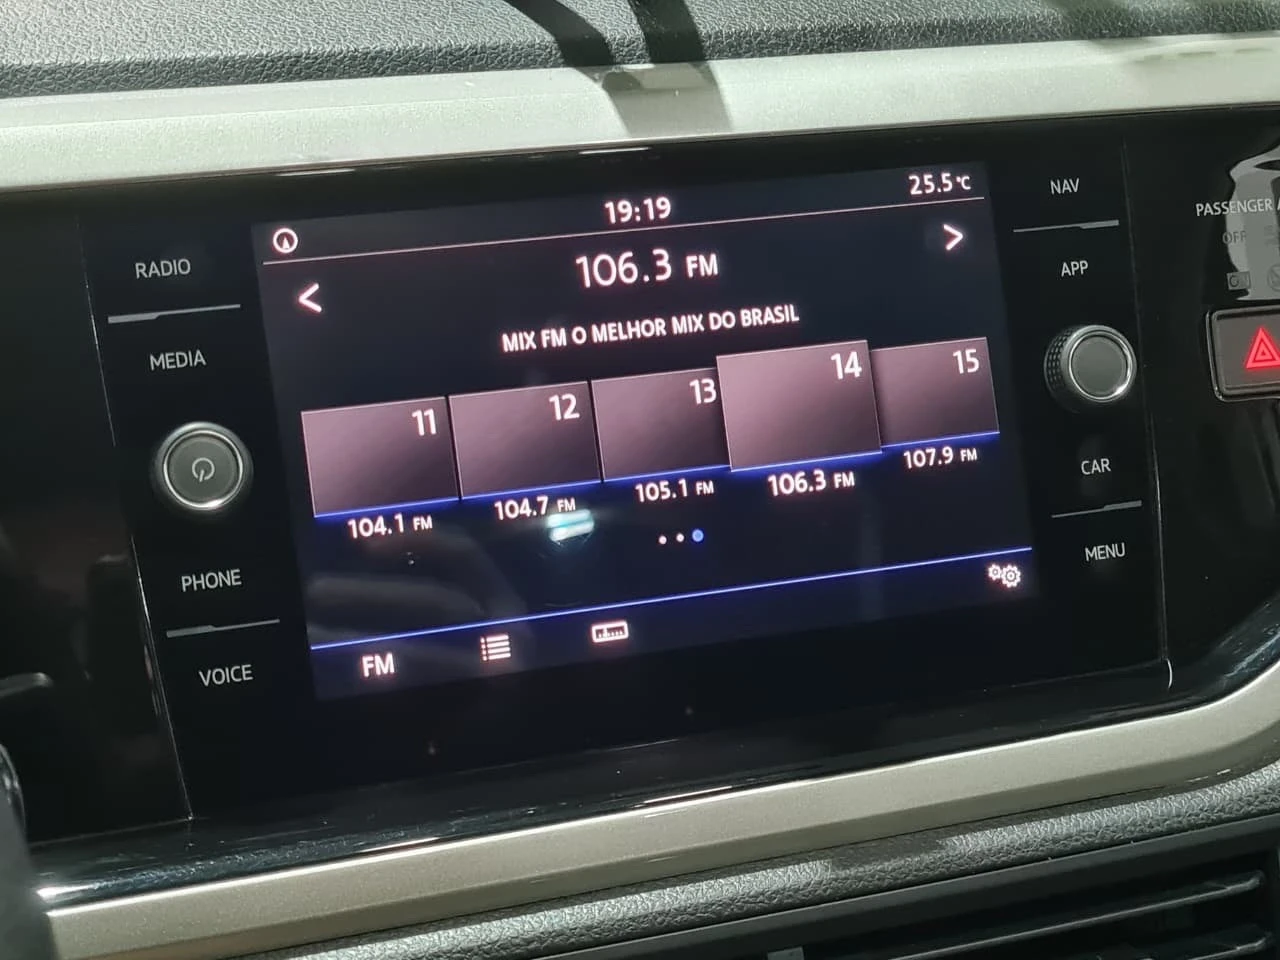 RADIO
MEDIA
PHONE
VOICE
19:19
25.5°C
106.3 FM
MIX FM O MELHOR MIX DO BRASIL
11
12
13
14
15
104.1 FM
104.7 FM
105.1 FM
106.3 FM
107.9 FM
FM
NAV
APP
CAR
MENU
PASSENGER
OFF
ON